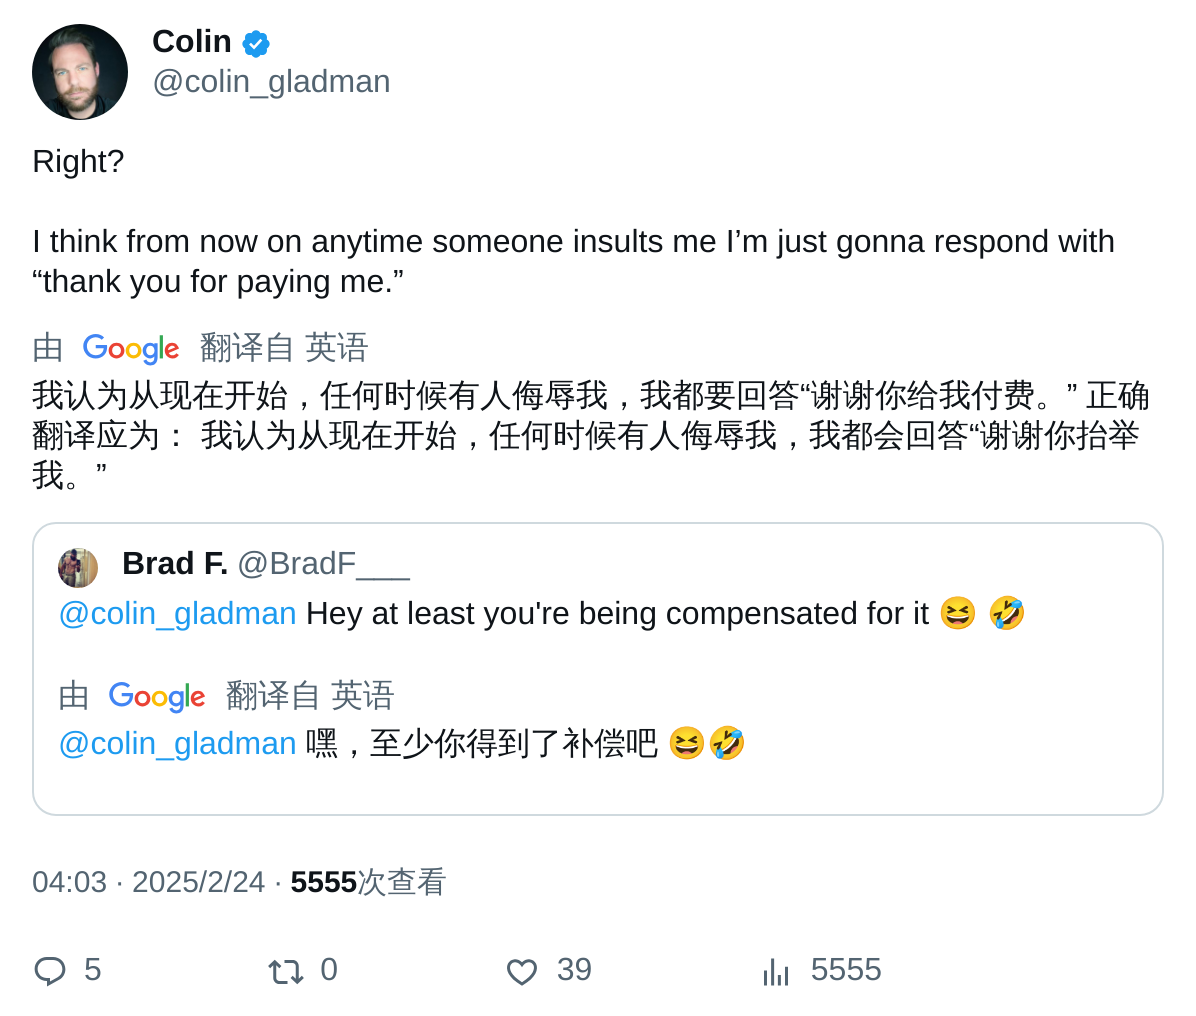 Colin
@colin_gladman
Right?
I think from now on anytime someone insults me I’m just gonna respond with
“thank you for paying me.”
由 Google 翻译自 英语
我认为从现在开始，任何时候有人侮辱我，我都要回答“谢谢你给我付费。” 正确
翻译应为： 我认为从现在开始，任何时候有人侮辱我，我都会回答“谢谢你抬举
我。”
Brad F. @BradF___
@colin_gladman Hey at least you're being compensated for it 😆 🤣
由 Google 翻译自 英语
@colin_gladman 嘿，至少你得到了补偿吧 😆🤣
04:03 · 2025/2/24 · 5555次查看
5 0 39 5555